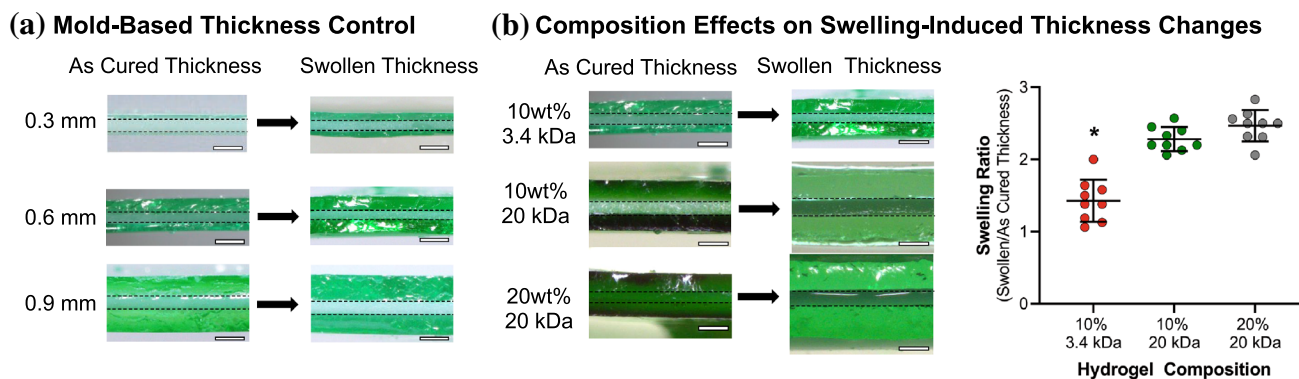 (a) Mold-Based Thickness Control
As Cured Thickness
Swollen Thickness
0.3 mm
0.6 mm
0.9 mm
(b) Composition Effects on Swelling-Induced Thickness Changes
As Cured Thickness
Swollen Thickness
10wt%
3.4 kDa
10wt%
20 kDa
20wt%
20 kDa
Swelling Ratio
(Swollen/As Cured Thickness)
3
2
1
0
*
10%
3.4 kDa
10%
20 kDa
20%
20 kDa
Hydrogel Composition